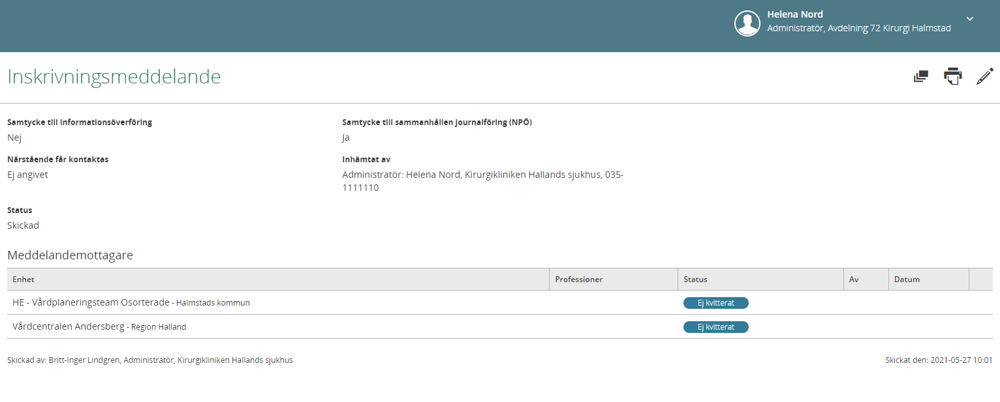 Helena Nord
Administratör, Avdelning 72 Kirurgi Halmstad
Inskrivningsmeddelande
Samtycke till informationsöverföring
Nej
Samtycke till sammanhållen journalföring (NPÖ)
Ja
Närstående får kontaktas
Ej angivet
Inhämtat av
Administratör: Helena Nord, Kirurgikliniken Hallands sjukhus, 035-
1111110
Status
Skickad
Meddelandemottagare
Enhet Professioner Status Av Datum
HE - Vårdplaneringsteam Osorterade - Halmstads kommun Ej kvitterat
Vårdcentralen Andersberg - Region Halland Ej kvitterat
Skickad av: Britt-Inger Lindgren, Administratör, Kirurgikliniken Hallands sjukhus Skickat den: 2021-05-27 10:01